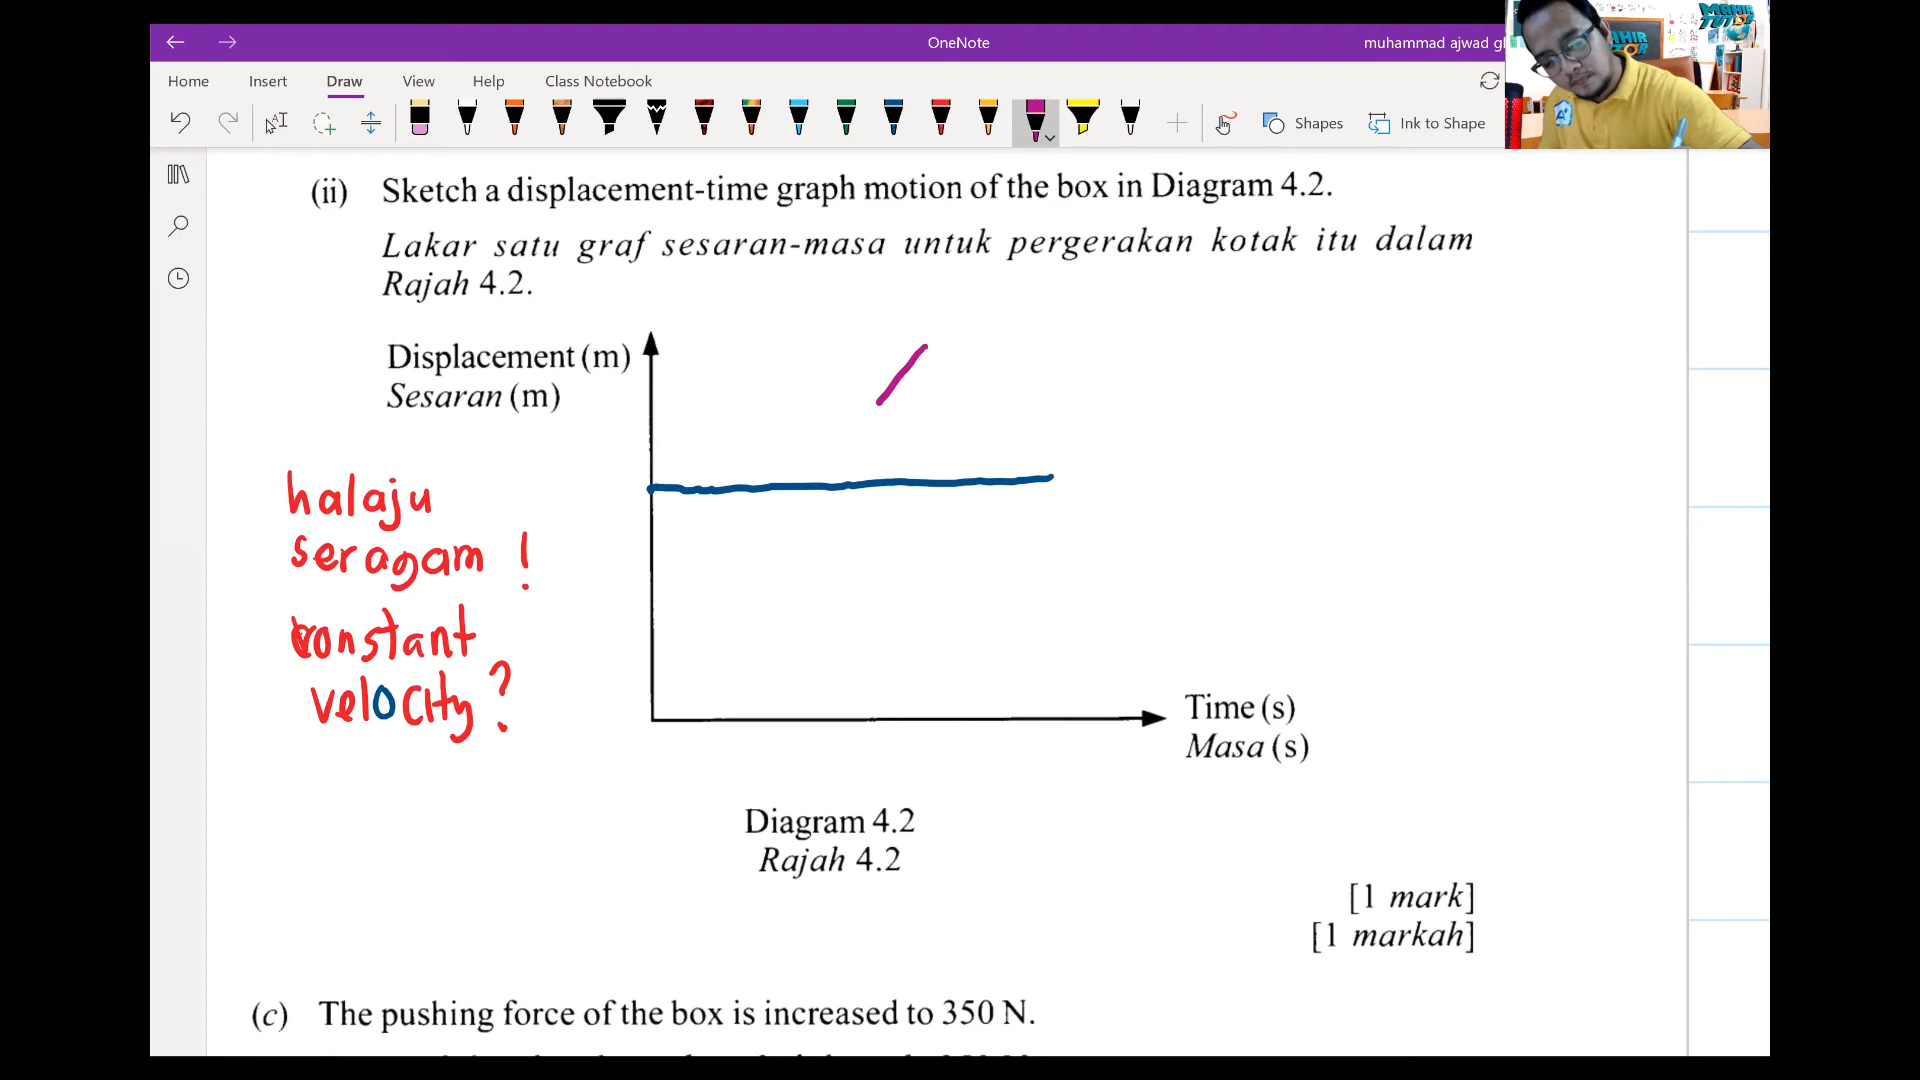 OneNote
muhammad ajwad gh
MAHIR
TUTOR
Home Insert Draw View Help Class Notebook
Shapes Ink to Shape
(ii) Sketch a displacement-time graph motion of the box in Diagram 4.2.
Lakar satu graf sesaran-masa untuk pergerakan kotak itu dalam
Rajah 4.2.
Displacement (m)
Sesaran (m)
halaju
seragam !
constant
velocity ?
Time (s)
Masa (s)
Diagram 4.2
Rajah 4.2
[1 mark]
[1 markah]
(c) The pushing force of the box is increased to 350 N.